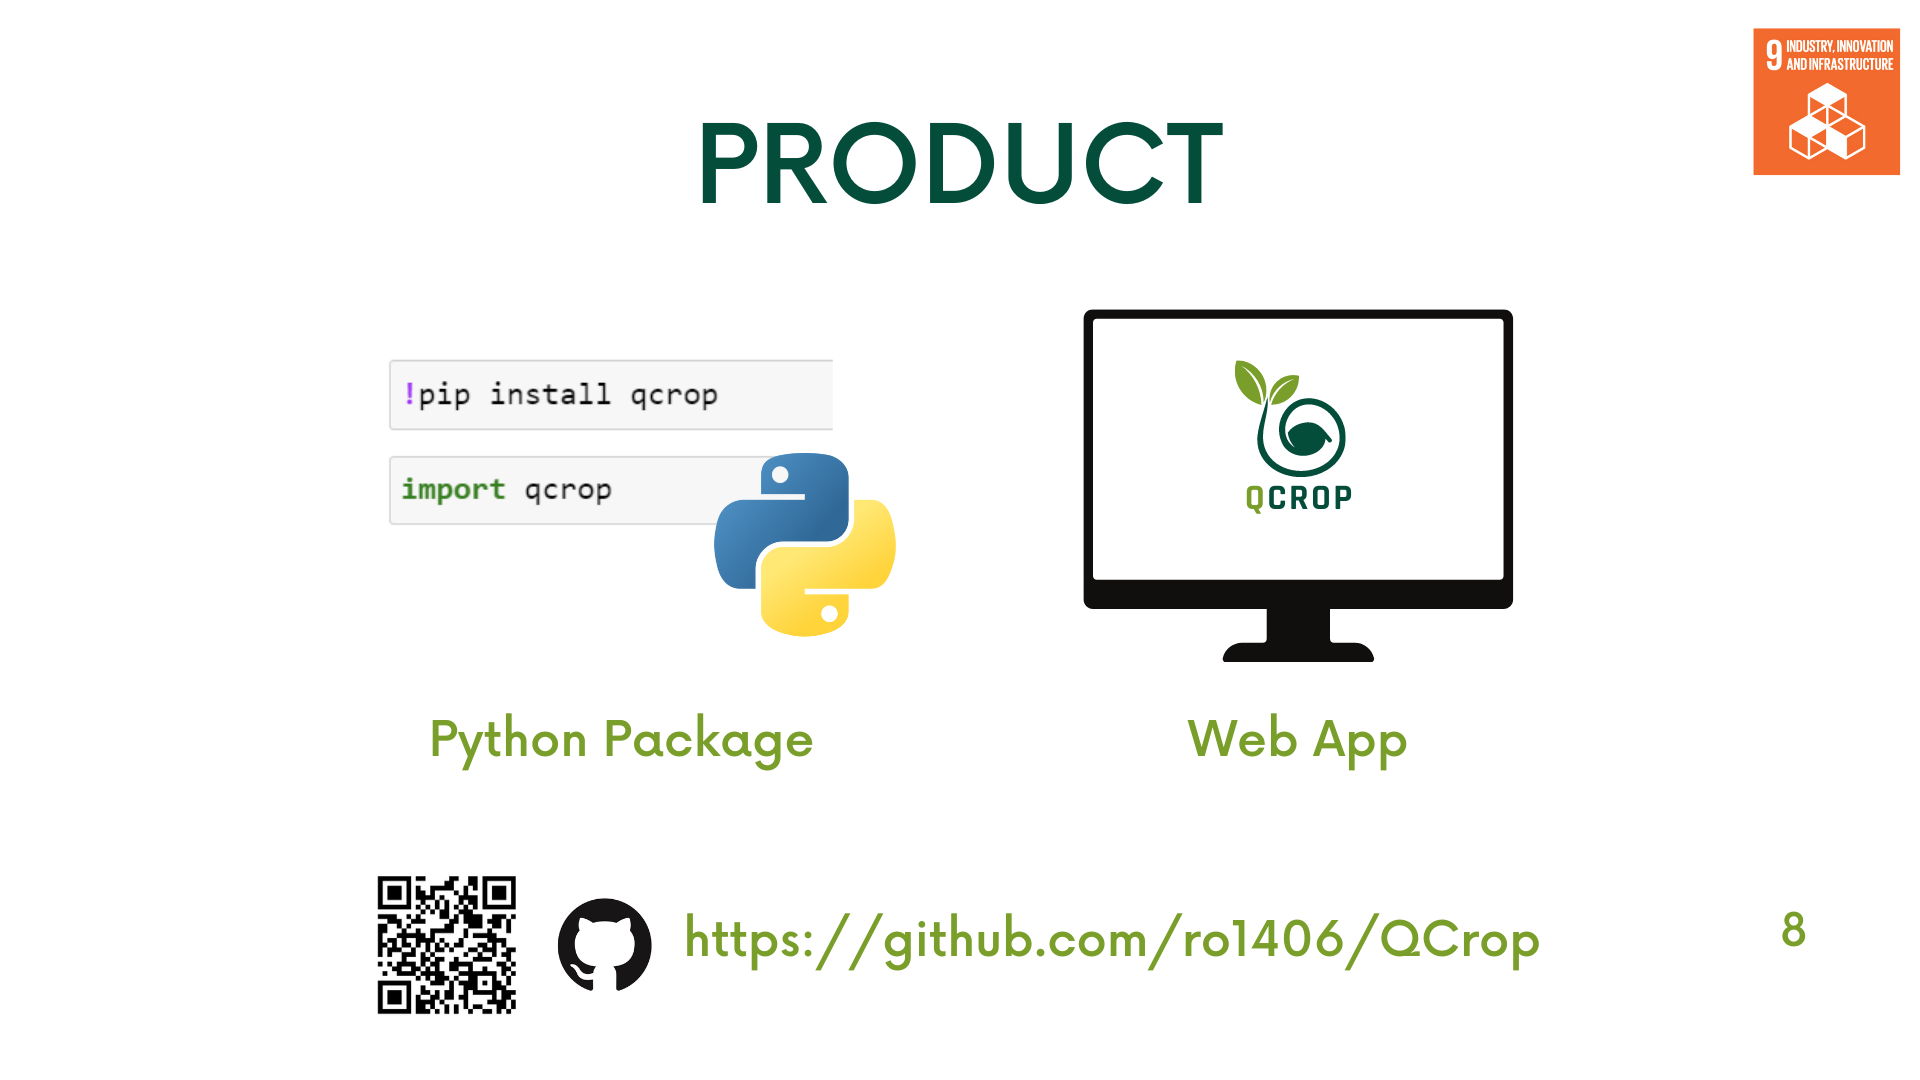 9 INDUSTRY, INNOVATION
AND INFRASTRUCTURE
PRODUCT
!pip install qcrop
import qcrop
QCROP
Python Package
Web App
https://github.com/ro1406/QCrop
8